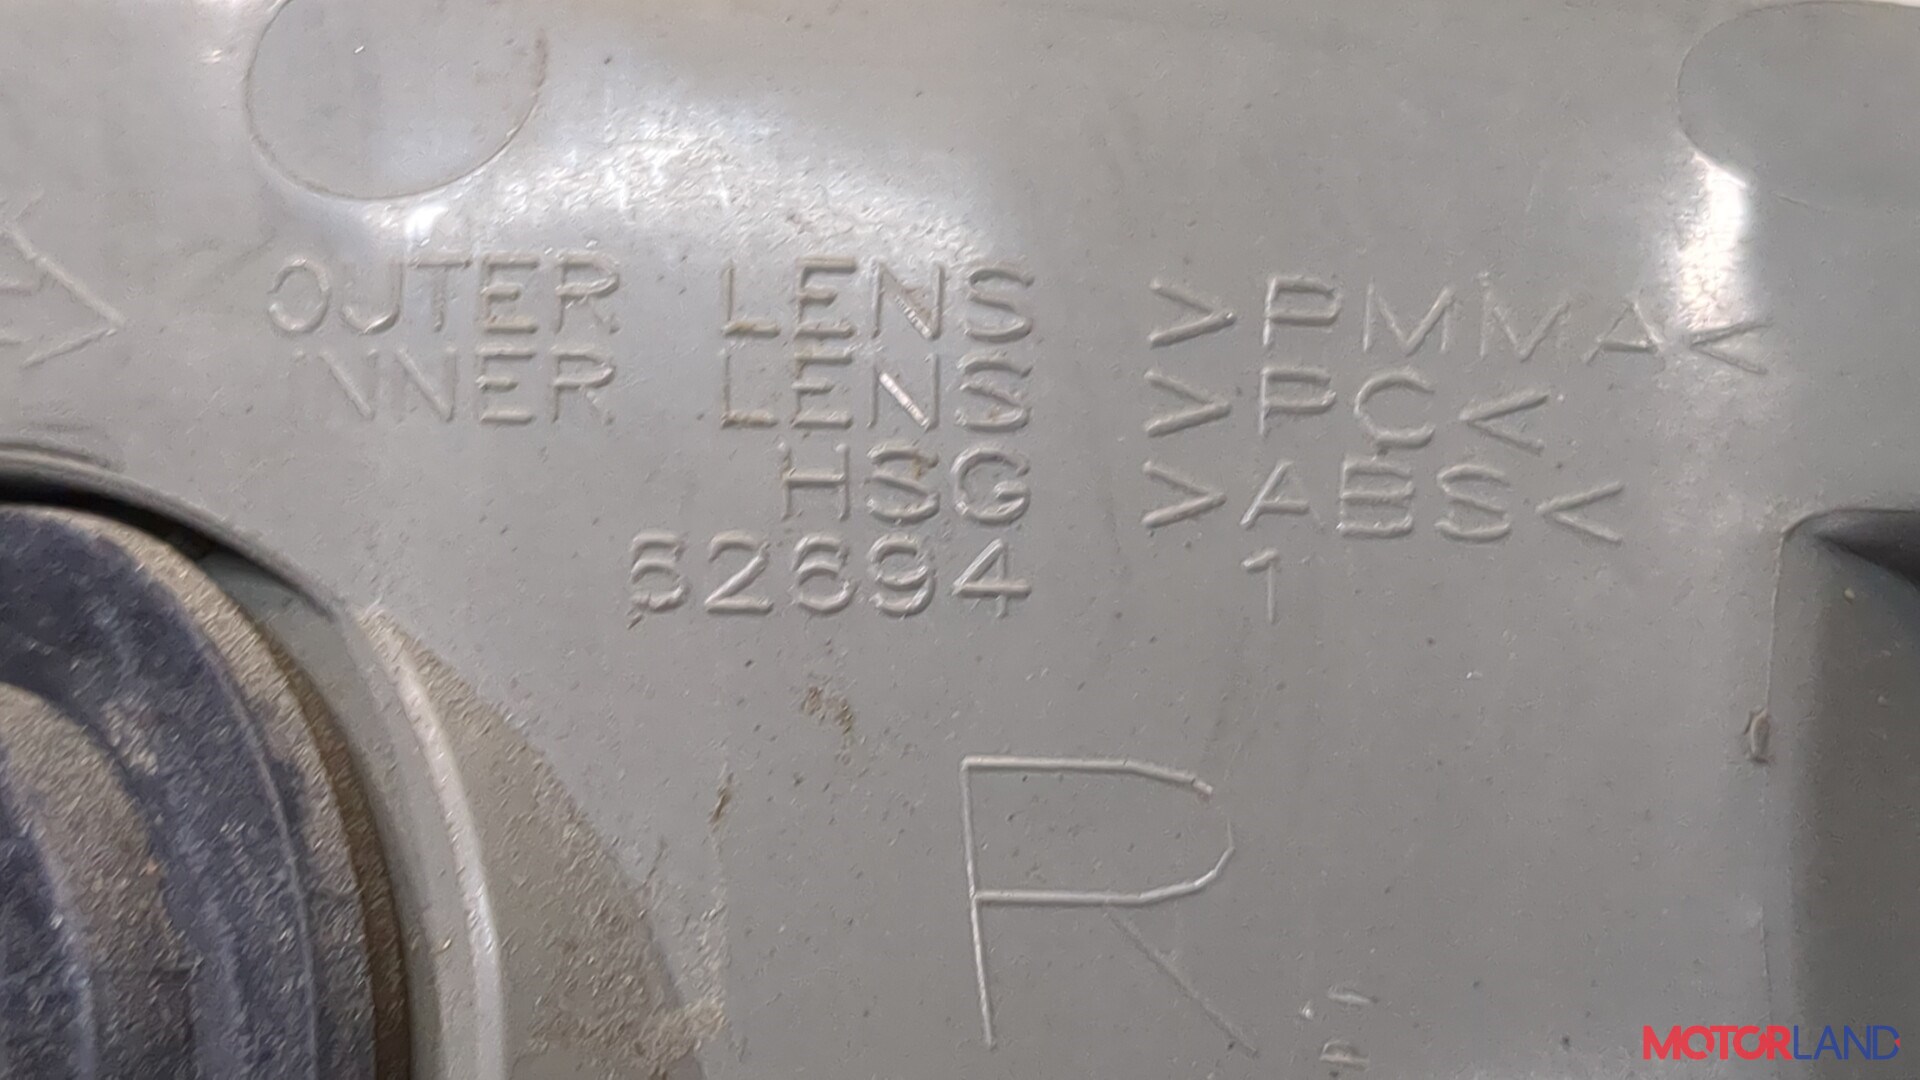 OUTER LENS >PMMA<
INNER LENS >PC<
HSG >ABS<
52694 1
R
MOTORLAND